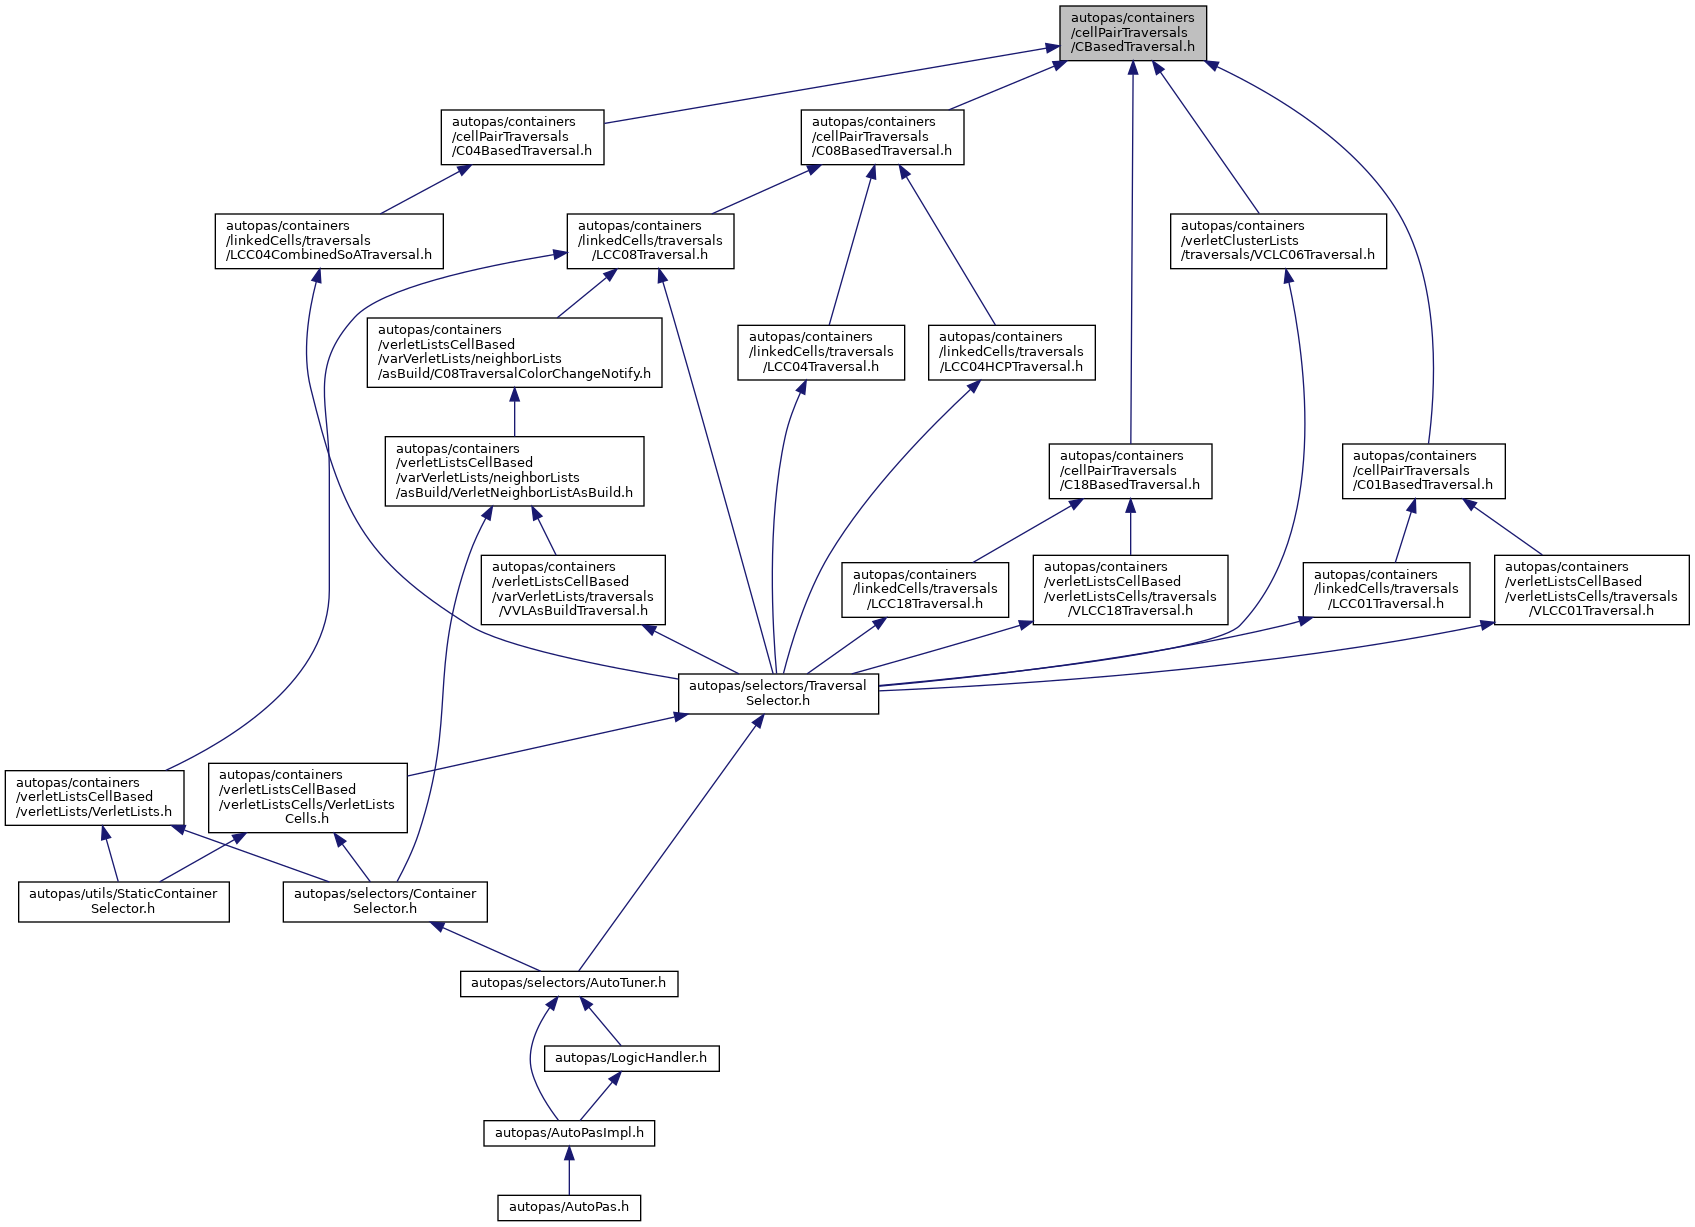 autopas/containers
/cellPairTraversals
/CBasedTraversal.h
autopas/containers
/cellPairTraversals
/C04BasedTraversal.h
autopas/containers
/cellPairTraversals
/C08BasedTraversal.h
autopas/containers
/linkedCells/traversals
/LCC04CombinedSoATraversal.h
autopas/containers
/linkedCells/traversals
/LCC08Traversal.h
autopas/containers
/verletClusterLists
/traversals/VCLC06Traversal.h
autopas/containers
/verletListsCellBased
/varVerletLists/neighborLists
/asBuild/C08TraversalColorChangeNotify.h
autopas/containers
/linkedCells/traversals
/LCC04Traversal.h
autopas/containers
/linkedCells/traversals
/LCC04HCPTraversal.h
autopas/containers
/verletListsCellBased
/varVerletLists/neighborLists
/asBuild/VerletNeighborListAsBuild.h
autopas/containers
/cellPairTraversals
/C18BasedTraversal.h
autopas/containers
/cellPairTraversals
/C01BasedTraversal.h
autopas/containers
/verletListsCellBased
/varVerletLists/traversals
/VVLAsBuildTraversal.h
autopas/containers
/linkedCells/traversals
/LCC18Traversal.h
autopas/containers
/verletListsCellBased
/verletListsCells/traversals
/VLCC18Traversal.h
autopas/containers
/linkedCells/traversals
/LCC01Traversal.h
autopas/containers
/verletListsCellBased
/verletListsCells/traversals
/VLCC01Traversal.h
autopas/selectors/Traversal
Selector.h
autopas/containers
/verletListsCellBased
/verletLists/VerletLists.h
autopas/containers
/verletListsCellBased
/verletListsCells/VerletLists
Cells.h
autopas/utils/StaticContainer
Selector.h
autopas/selectors/Container
Selector.h
autopas/selectors/AutoTuner.h
autopas/LogicHandler.h
autopas/AutoPasImpl.h
autopas/AutoPas.h